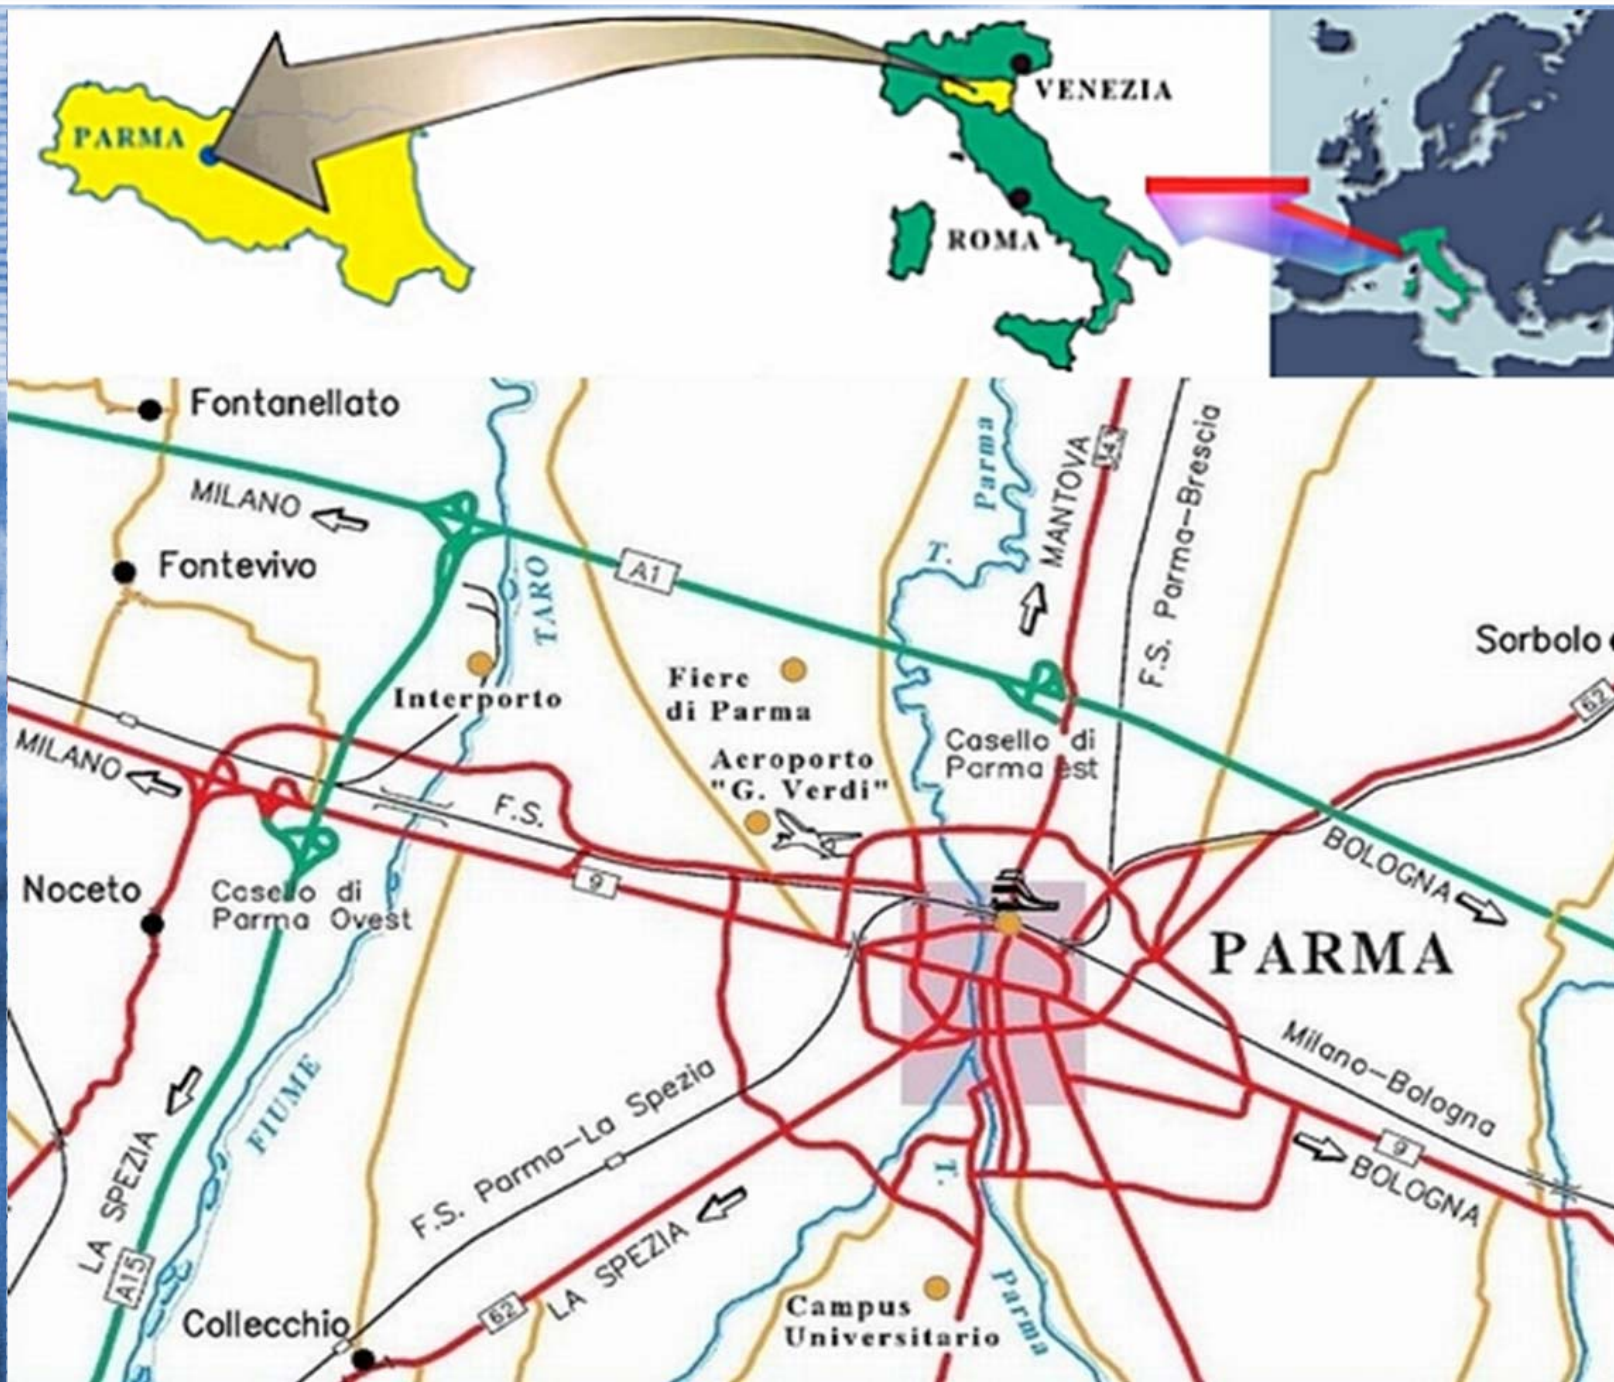 PARMA
VENEZIA
ROMA
Fontanellato
MILANO
Fontevivo
TARO
A1
T.
Parma
MANTOVA
F.S. Parma-Brescia
Sorbolo
62
Interporto
Fiere
di Parma
Aeroporto
"G. Verdi"
Casello di
Parma est
MILANO
F.S.
9
BOLOGNA
Noceto
Casello di
Parma Ovest
PARMA
Milano-Bologna
9
BOLOGNA
FIUME
LA SPEZIA
A15
F.S. Parma-La Spezia
LA SPEZIA
62
T.
Parma
Campus
Universitario
Collecchio